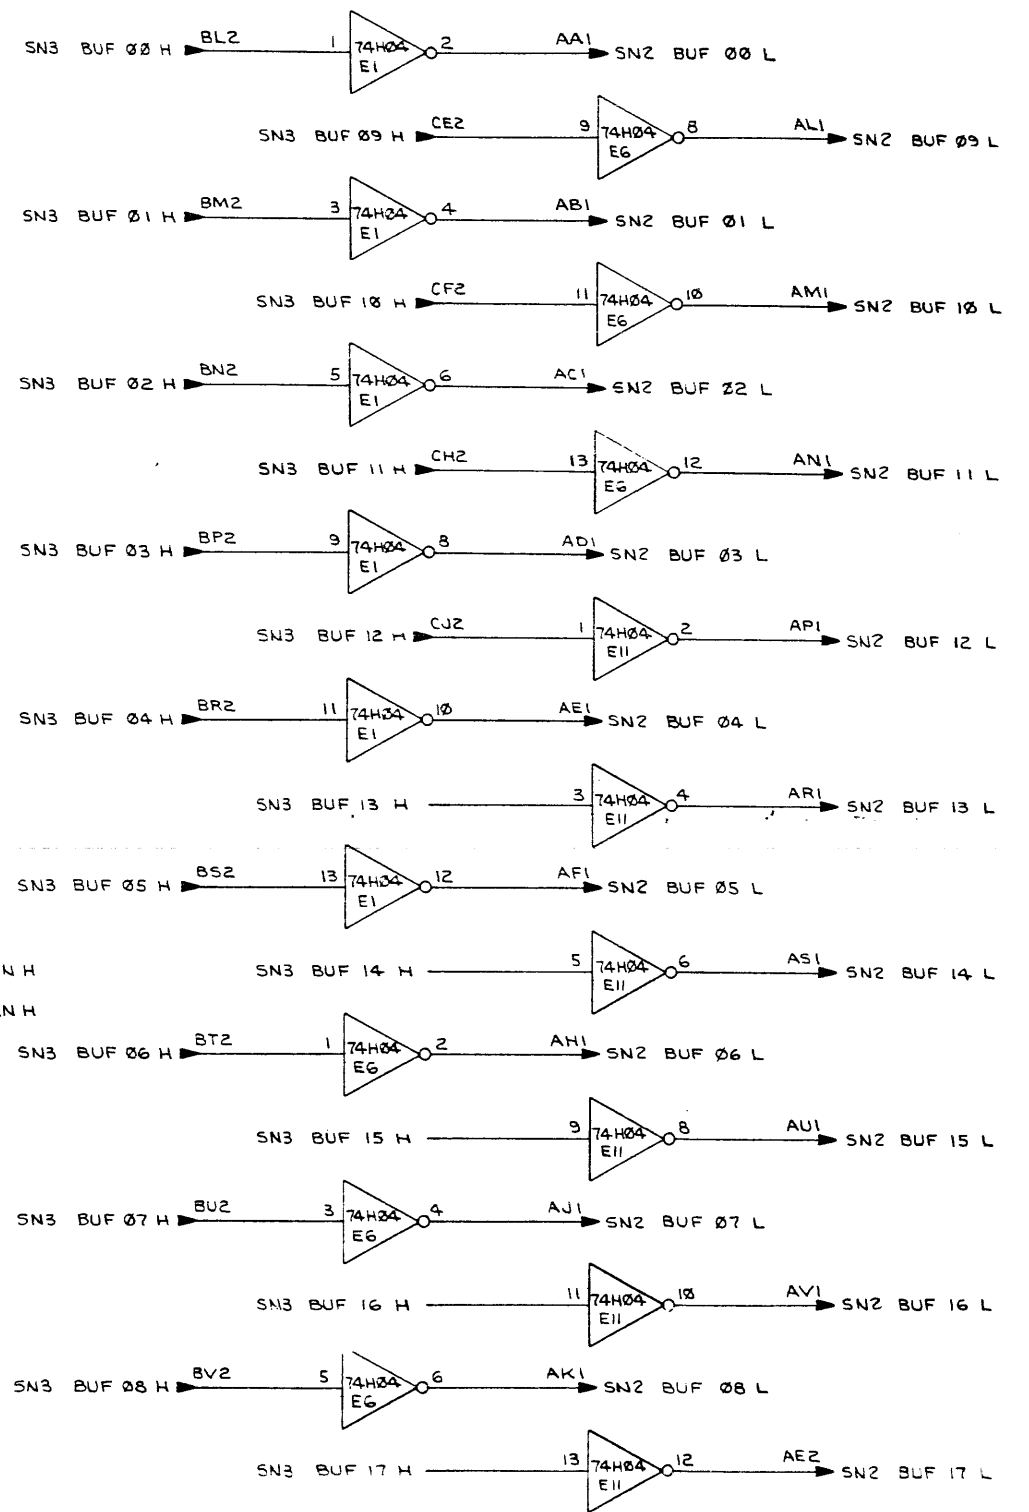 SN3 BUF ØØ H BL2 1 74HØ4 E1 2 AA1 SN2 BUF ØØ L
SN3 BUF Ø9 H CE2 9 74HØ4 E6 8 AL1 SN2 BUF Ø9 L
SN3 BUF Ø1 H BM2 3 74HØ4 E1 4 AB1 SN2 BUF Ø1 L
SN3 BUF 1Ø H CF2 11 74HØ4 E6 1Ø AM1 SN2 BUF 1Ø L
SN3 BUF Ø2 H BN2 5 74HØ4 E1 6 AC1 SN2 BUF Ø2 L
SN3 BUF 11 H CH2 13 74HØ4 E6 12 AN1 SN2 BUF 11 L
SN3 BUF Ø3 H BP2 9 74HØ4 E1 8 AD1 SN2 BUF Ø3 L
SN3 BUF 12 H CJ2 1 74HØ4 E11 2 AP1 SN2 BUF 12 L
SN3 BUF Ø4 H BR2 11 74HØ4 E1 1Ø AE1 SN2 BUF Ø4 L
SN3 BUF 13 H 3 74HØ4 E11 4 AR1 SN2 BUF 13 L
SN3 BUF Ø5 H BS2 13 74HØ4 E1 12 AF1 SN2 BUF Ø5 L
N H
SN3 BUF 14 H 5 74HØ4 E11 6 AS1 SN2 BUF 14 L
N H
SN3 BUF Ø6 H BT2 1 74HØ4 E6 2 AH1 SN2 BUF Ø6 L
SN3 BUF 15 H 9 74HØ4 E11 8 AU1 SN2 BUF 15 L
SN3 BUF Ø7 H BU2 3 74HØ4 E6 4 AJ1 SN2 BUF Ø7 L
SN3 BUF 16 H 11 74HØ4 E11 1Ø AV1 SN2 BUF 16 L
SN3 BUF Ø8 H BV2 5 74HØ4 E6 6 AK1 SN2 BUF Ø8 L
SN3 BUF 17 H 13 74HØ4 E11 12 AE2 SN2 BUF 17 L